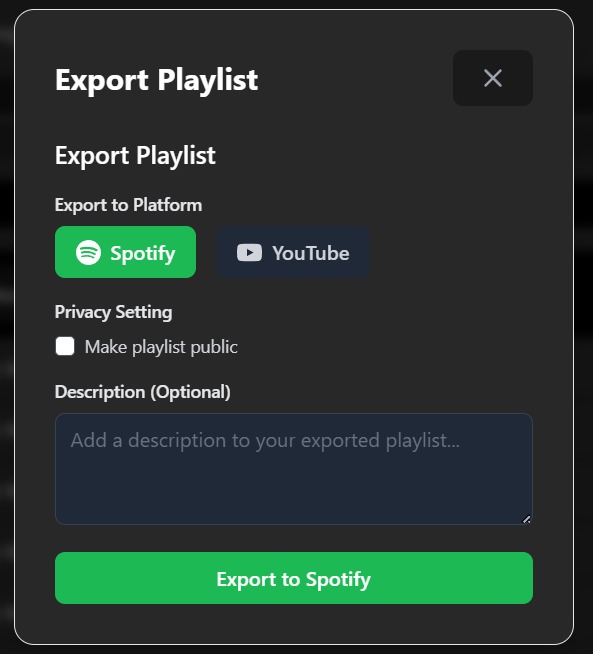 Export Playlist
Export Playlist
Export to Platform
Spotify YouTube
Privacy Setting
Make playlist public
Description (Optional)
Add a description to your exported playlist...
Export to Spotify